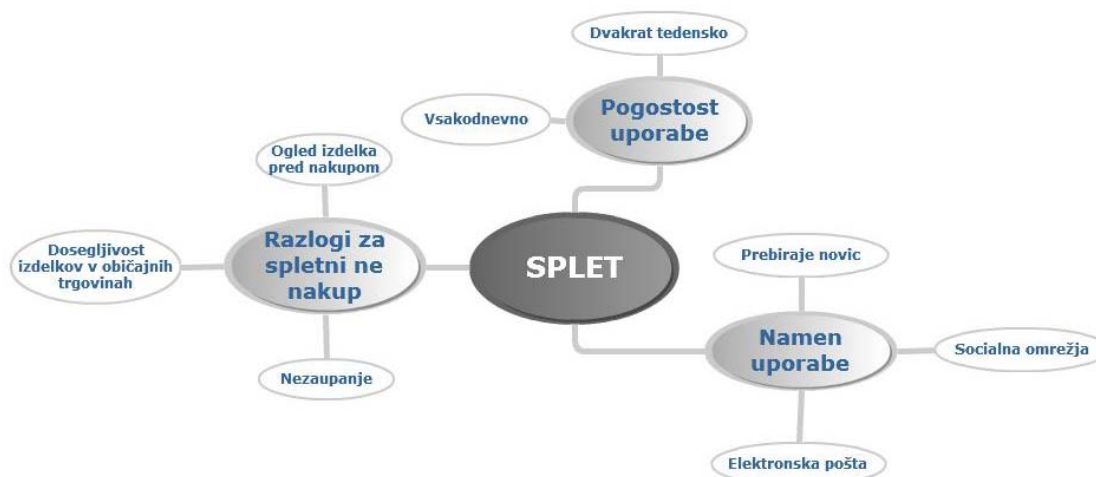 Dvakrat tedensko
Pogostost
uporabe
Vsakodnevno
Ogled izdelka
pred nakupom
Razlogi za
spletni ne
nakup
Dosegljivost
izdelkov v običajnih
trgovinah
Nezaupanje
SPLET
Prebiraje novic
Namen
uporabe
Socialna omrežja
Elektronska pošta